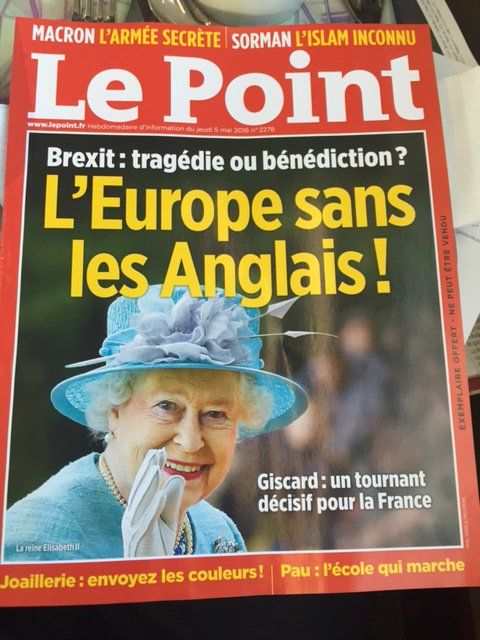 MACRON L'ARMÉE SECRÈTE | SORMAN L'ISLAM INCONNU
Le Point
www.lepoint.fr Hebdomadaire d'information du jeudi 5 mai 2016 n° 2278
Brexit : tragédie ou bénédiction ?
L'Europe sans
les Anglais !
EXEMPLAIRE OFFERT - NE PEUT ÊTRE VENDU
Giscard : un tournant
décisif pour la France
La reine Elisabeth II
Joaillerie : envoyez les couleurs ! | Pau : l'école qui marche